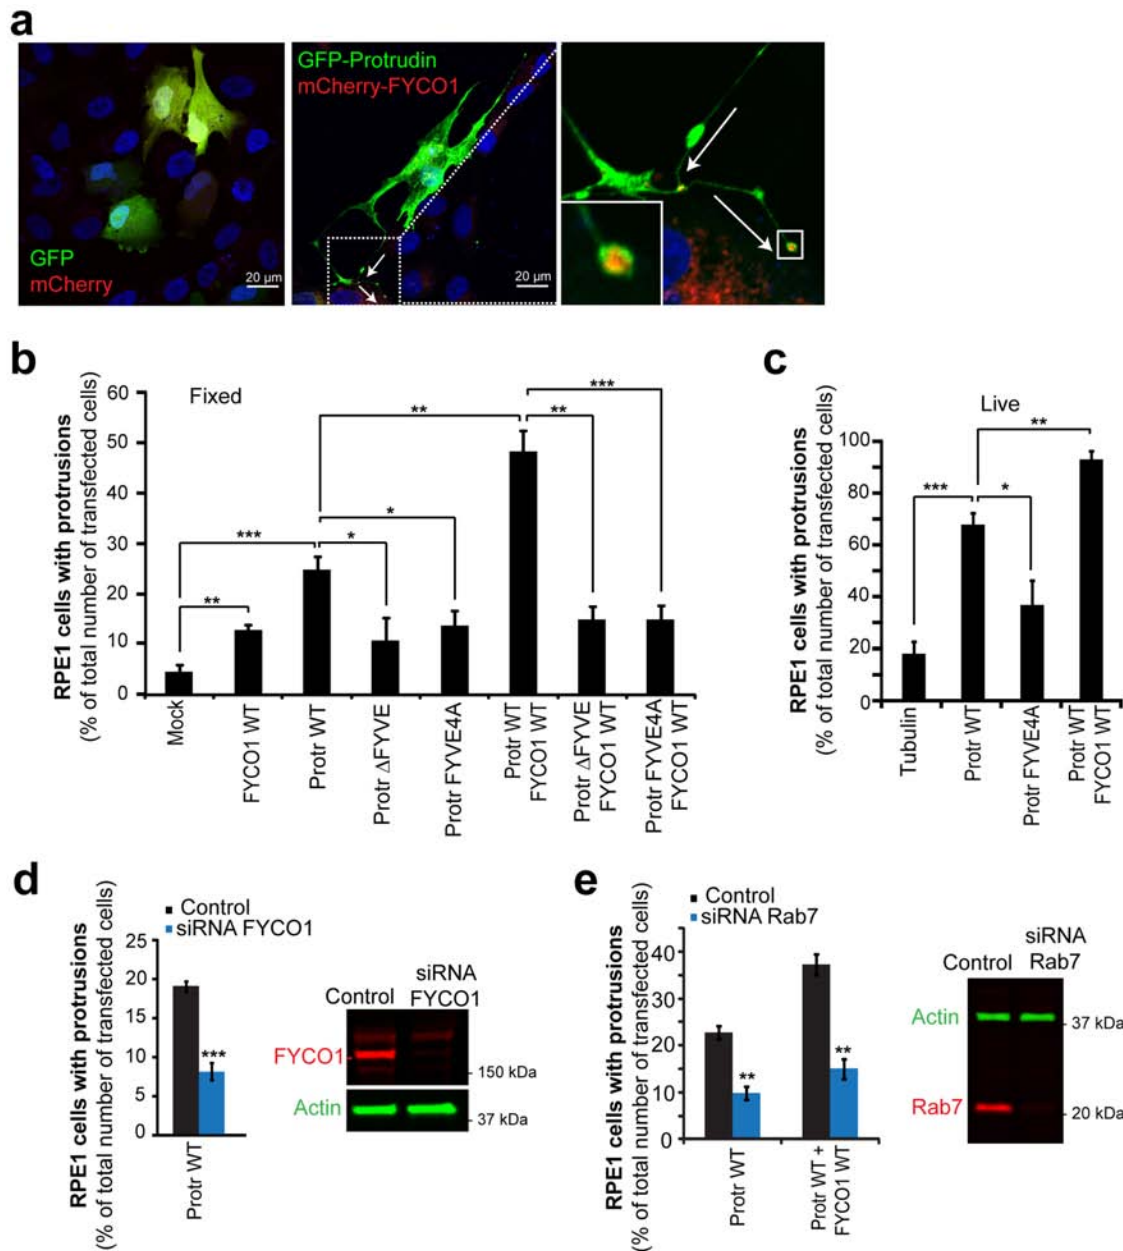 a
GFP
mCherry
20 µm
GFP-Protrudin
mCherry-FYCO1
20 µm
b
Fixed
RPE1 cells with protrusions
(% of total number of transfected cells)
60
50
40
30
20
10
0
***
**
**
**
***
*
*
**
Mock
FYCO1 WT
Protr WT
Protr ΔFYVE
Protr FYVE4A
Protr WT
FYCO1 WT
Protr ΔFYVE
FYCO1 WT
Protr FYVE4A
FYCO1 WT
c
Live
RPE1 cells with protrusions
(% of total number of transfected cells)
100
80
60
40
20
0
**
***
*
Tubulin
Protr WT
Protr FYVE4A
Protr WT
FYCO1 WT
d
Control
siRNA FYCO1
RPE1 cells with protrusions
(% of total number of transfected cells)
25
20
15
10
5
0
***
Protr WT
Control
siRNA
FYCO1
FYCO1
150 kDa
Actin
37 kDa
e
Control
siRNA Rab7
RPE1 cells with protrusions
(% of total number of transfected cells)
40
30
20
10
0
**
**
Protr WT
Protr WT +
FYCO1 WT
Control
siRNA
Rab7
Actin
37 kDa
Rab7
20 kDa